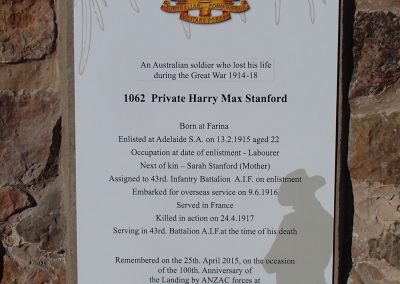 AUSTRALIAN COMMONWEALTH
MILITARY FORCES
An Australian soldier who lost his life
during the Great War 1914-18
1062 Private Harry Max Stanford
Born at Farina
Enlisted at Adelaide S.A. on 13.2.1915 aged 22
Occupation at date of enlistment - Labourer
Next of kin – Sarah Stanford (Mother)
Assigned to 43rd. Infantry Battalion A.I.F. on enlistment
Embarked for overseas service on 9.6.1916
Served in France
Killed in action on 24.4.1917
Serving in 43rd. Battalion A.I.F.at the time of his death
Remembered on the 25th. April 2015, on the occasion
of the 100th. Anniversary of
the Landing by ANZAC forces at